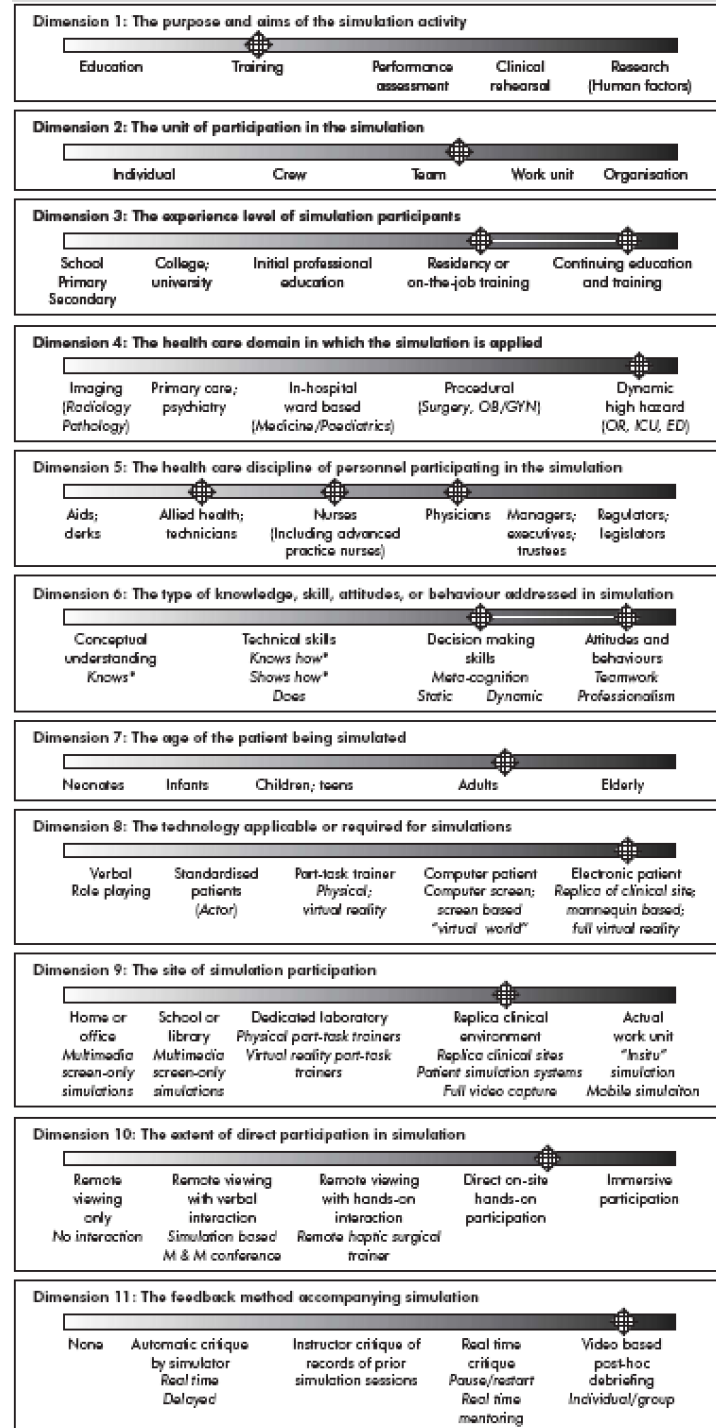 Dimension 1: The purpose and aims of the simulation activity
Education Training Performance Clinical Research
assessment rehearsal (Human factors)
Dimension 2: The unit of participation in the simulation
Individual Crew Team Work unit Organisation
Dimension 3: The experience level of simulation participants
School College; Initial professional Residency or Continuing education
Primary university education on-the-job training and training
Secondary
Dimension 4: The health care domain in which the simulation is applied
Imaging Primary care; In-hospital Procedural Dynamic
(Radiology psychiatry ward based (Surgery, OB/GYN) high hazard
Pathology) (Medicine/Paediatrics) (OR, ICU, ED)
Dimension 5: The health care discipline of personnel participating in the simulation
Aids; Allied health; Nurses Physicians Managers; Regulators;
clerks technicians (Including advanced executives; legislators
practice nurses) trustees
Dimension 6: The type of knowledge, skill, attitudes, or behaviour addressed in simulation
Conceptual Technical skills Decision making Attitudes and
understanding Knows how* skills behaviours
Knows* Shows how* Meta-cognition Teamwork
Does Static Dynamic Professionalism
Dimension 7: The age of the patient being simulated
Neonates Infants Children; teens Adults Elderly
Dimension 8: The technology applicable or required for simulations
Verbal Standardised Part-task trainer Computer patient Electronic patient
Role playing patients Physical; Computer screen; Replica of clinical site;
(Actor) virtual reality screen based mannequin based;
"virtual world" full virtual reality
Dimension 9: The site of simulation participation
Home or School or Dedicated laboratory Replica clinical Actual
office library Physical part-task trainers environment work unit
Multimedia Multimedia Virtual reality part-task Replica clinical sites "Insitu"
screen-only screen-only trainers Patient simulation systems simulation
simulations simulations Full video capture Mobile simulaiton
Dimension 10: The extent of direct participation in simulation
Remote Remote viewing Remote viewing Direct on-site Immersive
viewing with verbal with hands-on hands-on participation
only interaction interaction participation
No interaction Simulation based Remote haptic surgical
M & M conference trainer
Dimension 11: The feedback method accompanying simulation
None Automatic critique Instructor critique of Real time Video based
by simulator records of prior critique post-hoc
Real time simulation sessions Pause/restart debriefing
Delayed Real time Individual/group
mentoring